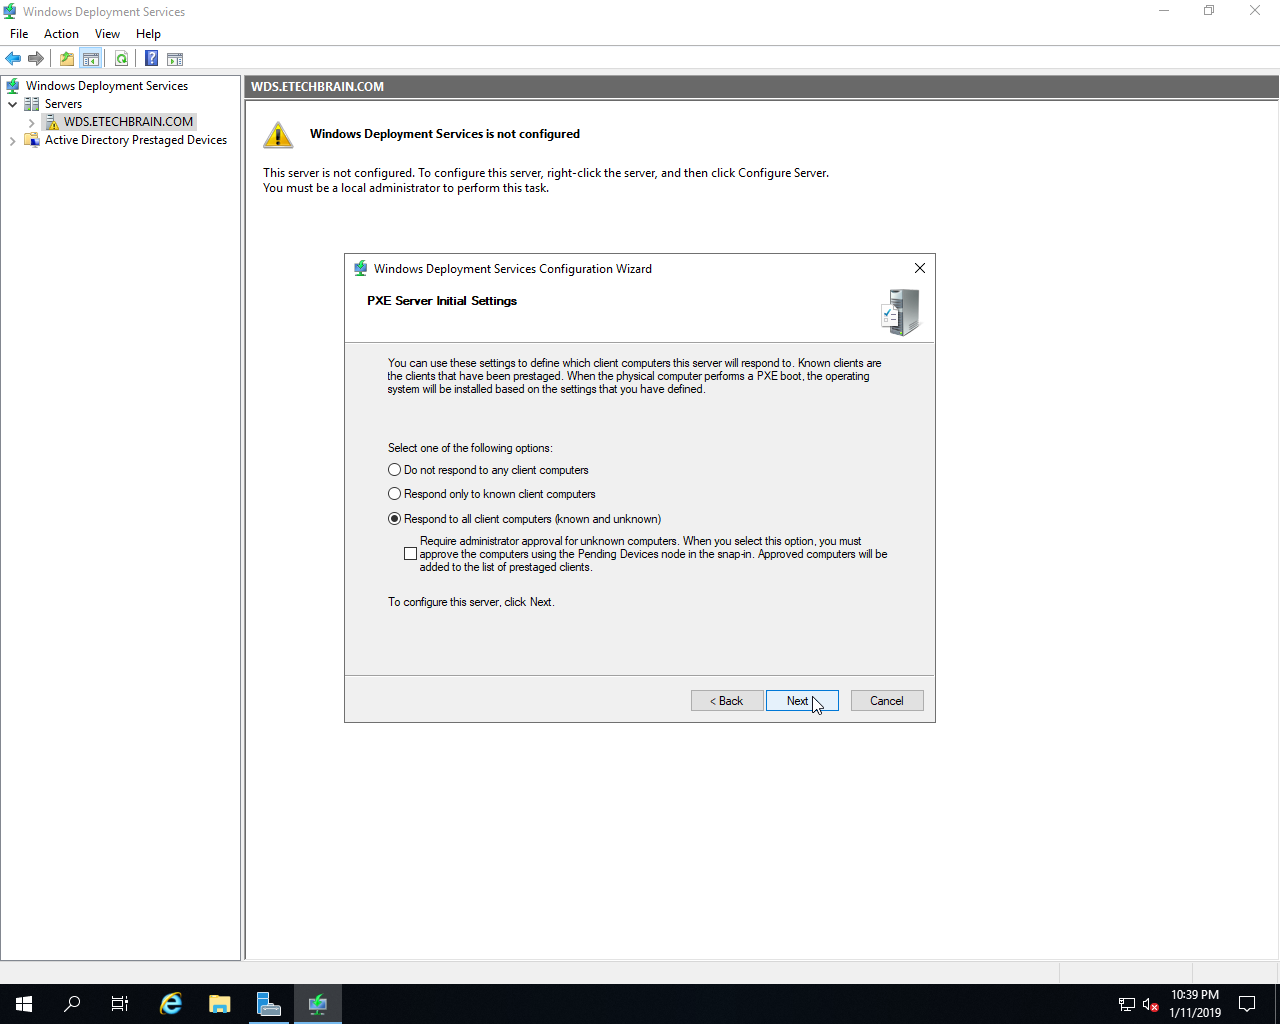 Windows Deployment Services
File Action View Help
Windows Deployment Services
Servers
WDS.ETECHBRAIN.COM
Active Directory Prestaged Devices
WDS.ETECHBRAIN.COM
Windows Deployment Services is not configured
This server is not configured. To configure this server, right-click the server, and then click Configure Server.
You must be a local administrator to perform this task.
Windows Deployment Services Configuration Wizard
PXE Server Initial Settings
You can use these settings to define which client computers this server will respond to. Known clients are
the clients that have been prestaged. When the physical computer performs a PXE boot, the operating
system will be installed based on the settings that you have defined.
Select one of the following options:
Do not respond to any client computers
Respond only to known client computers
Respond to all client computers (known and unknown)
Require administrator approval for unknown computers. When you select this option, you must
approve the computers using the Pending Devices node in the snap-in. Approved computers will be
added to the list of prestaged clients.
To configure this server, click Next.
< Back Next Cancel
10:39 PM
1/11/2019